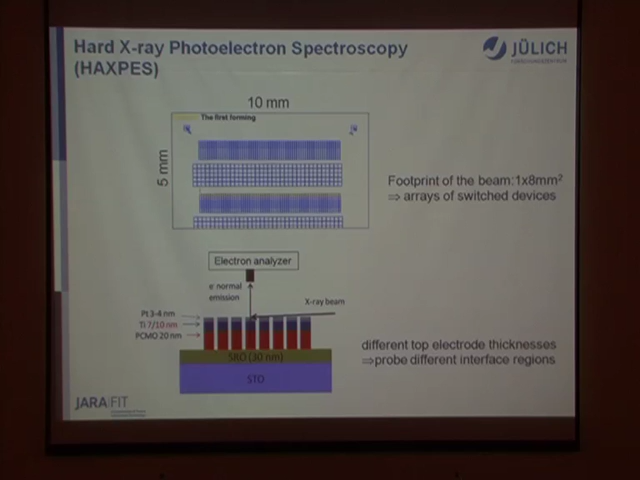 Hard X-ray Photoelectron Spectroscopy
(HAXPES)
JÜLICH
FORSCHUNGSZENTRUM
10 mm
The first forming
5 mm
Footprint of the beam:1x8mm²
⇒ arrays of switched devices
Electron analyzer
e⁻ normal
emission
X-ray beam
Pt 3-4 nm
Ti 7/10 nm
PCMO 20 nm
SRO (30 nm)
STO
different top electrode thicknesses
⇒probe different interface regions
JARA|FIT